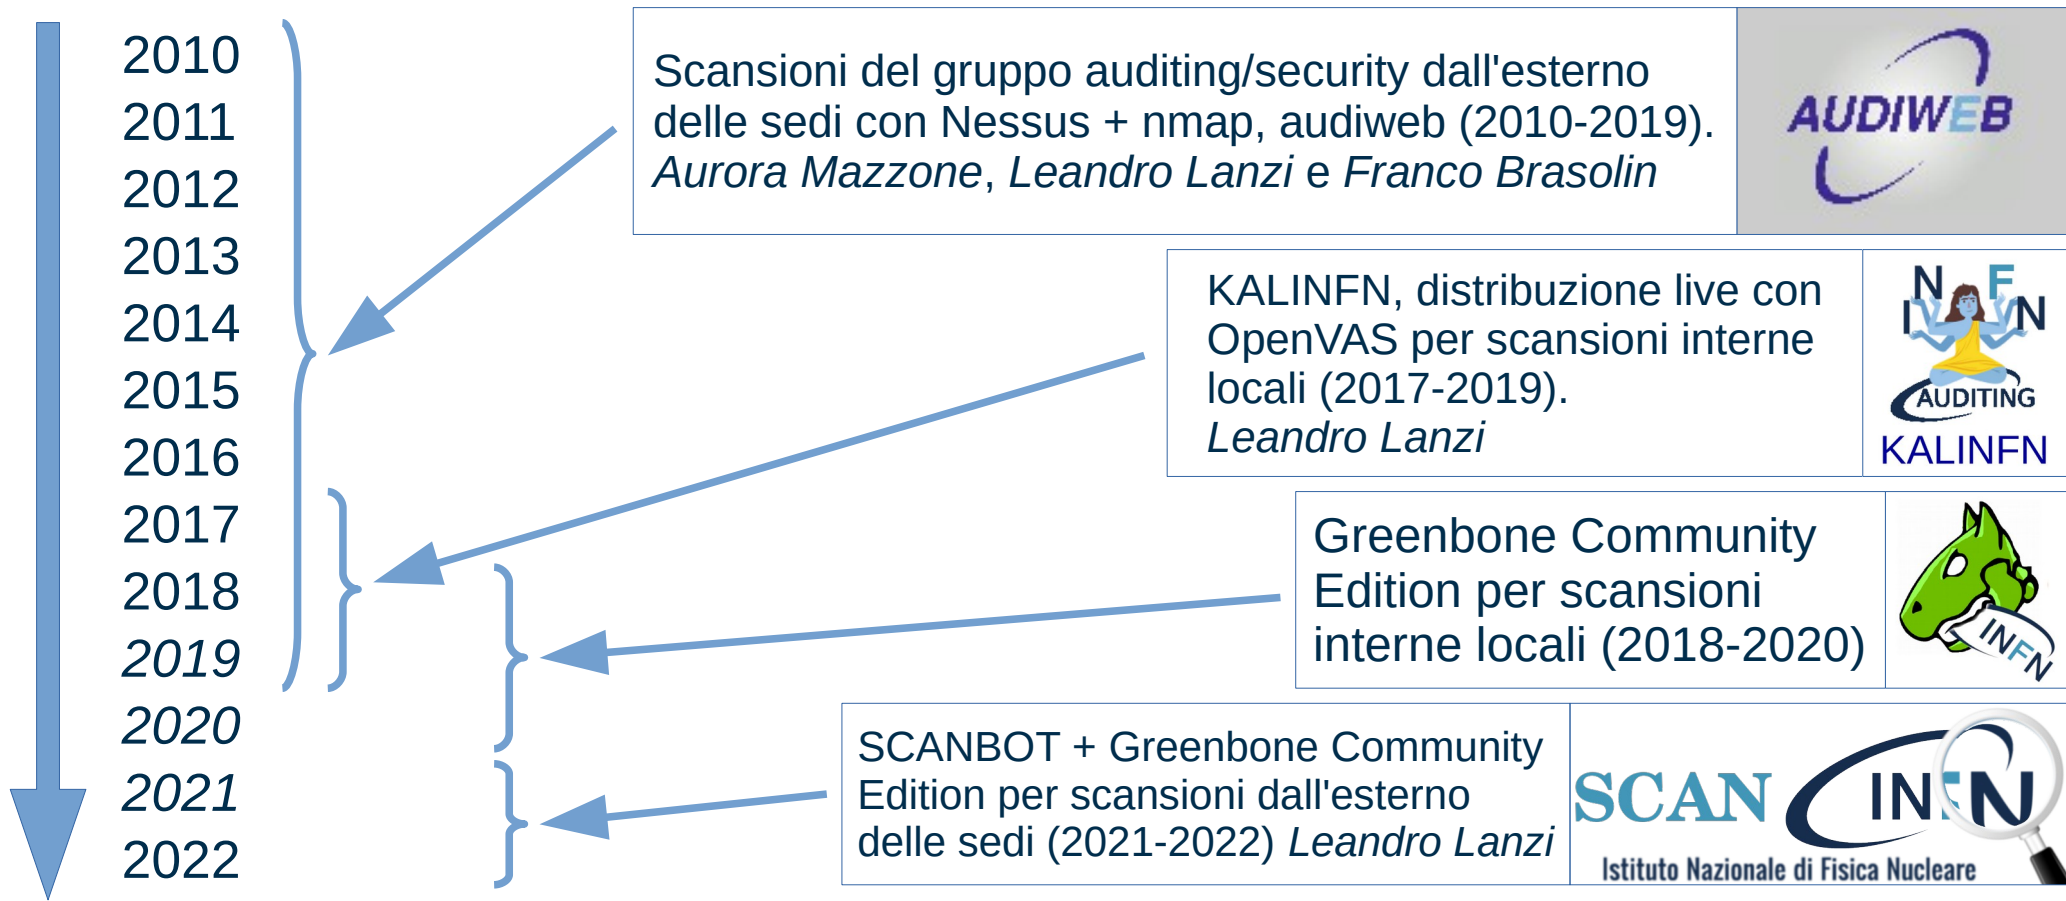 2010
2011
2012
2013
2014
2015
2016
2017
2018
2019
2020
2021
2022
Scansioni del gruppo auditing/security dall'esterno
delle sedi con Nessus + nmap, audiweb (2010-2019).
Aurora Mazzone, Leandro Lanzi e Franco Brasolin
AUDIWEB
KALINFN, distribuzione live con
OpenVAS per scansioni interne
locali (2017-2019).
Leandro Lanzi
INFN
AUDITING
KALINFN
Greenbone Community
Edition per scansioni
interne locali (2018-2020)
INFN
SCANBOT + Greenbone Community
Edition per scansioni dall'esterno
delle sedi (2021-2022) Leandro Lanzi
SCAN INFN
Istituto Nazionale di Fisica Nucleare